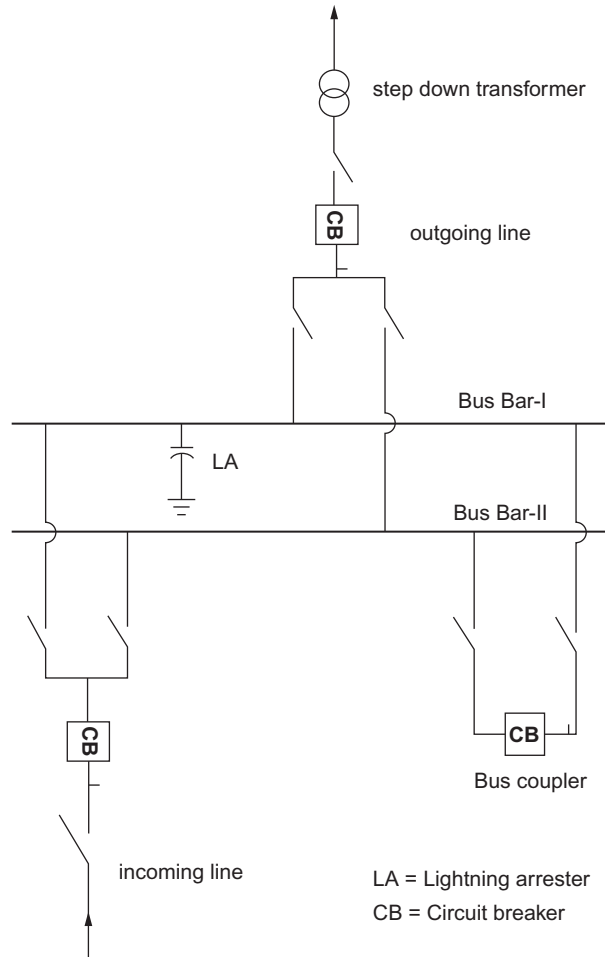 step down transformer
CB
outgoing line
Bus Bar-I
LA
Bus Bar-II
CB
CB
Bus coupler
incoming line
LA = Lightning arrester
CB = Circuit breaker